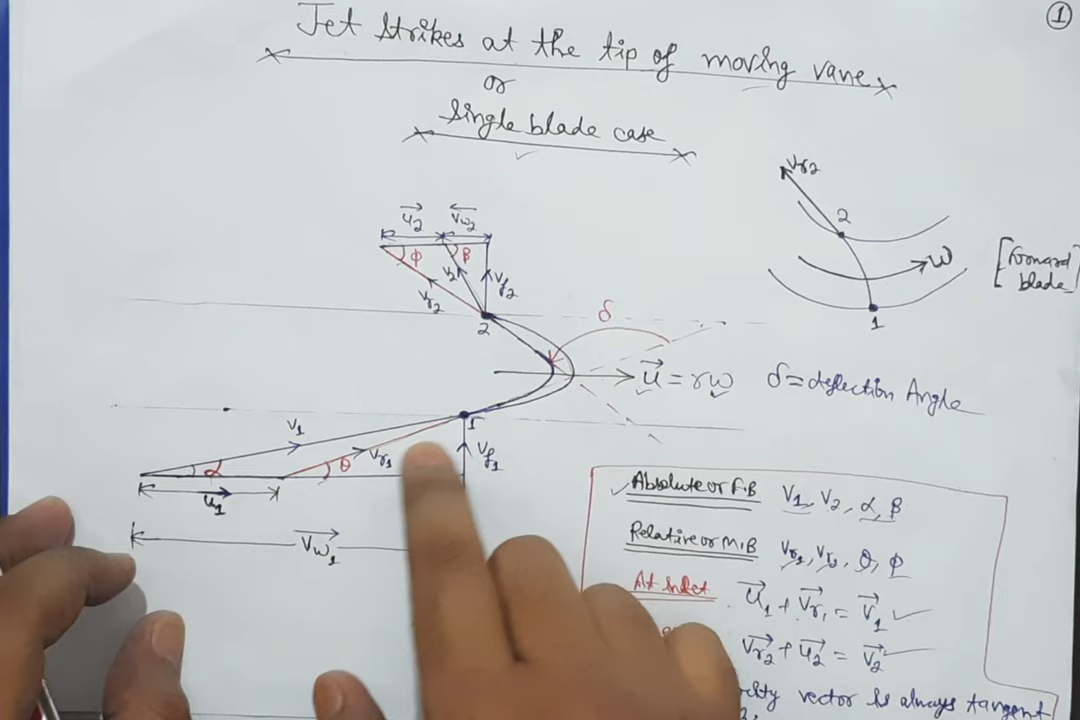 ①
Jet strikes at the tip of moving vane
or
Single blade case
Vr2
2
ω
[Forward
blade]
1
u2 Vw2
ϕ β
V2 Vf2
Vr2
2
δ
u = rω δ = deflection Angle
1
V1
α θ Vr1 Vf1
u1
Vw1
Absolute or F.B V1, V2, α, β
Relative or M.B Vr1, Vr2, θ, ϕ
At Inlet u1 + Vr1 = V1
Vr2 + u2 = V2
vector is always tangent